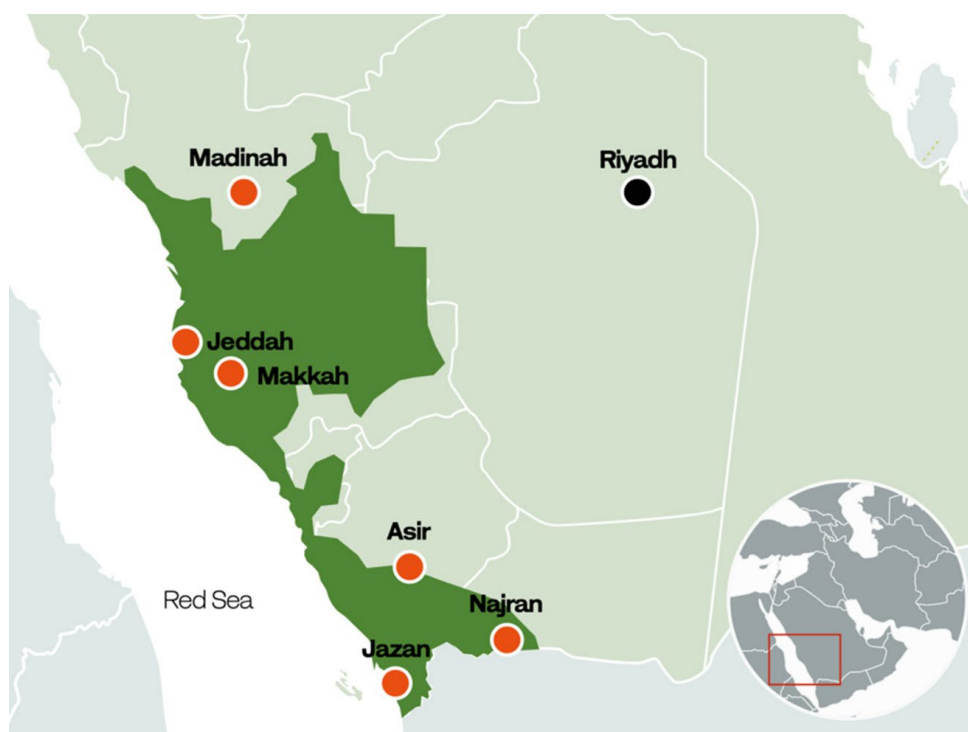 Madinah
Riyadh
Jeddah
Makkah
Asir
Red Sea
Najran
Jazan